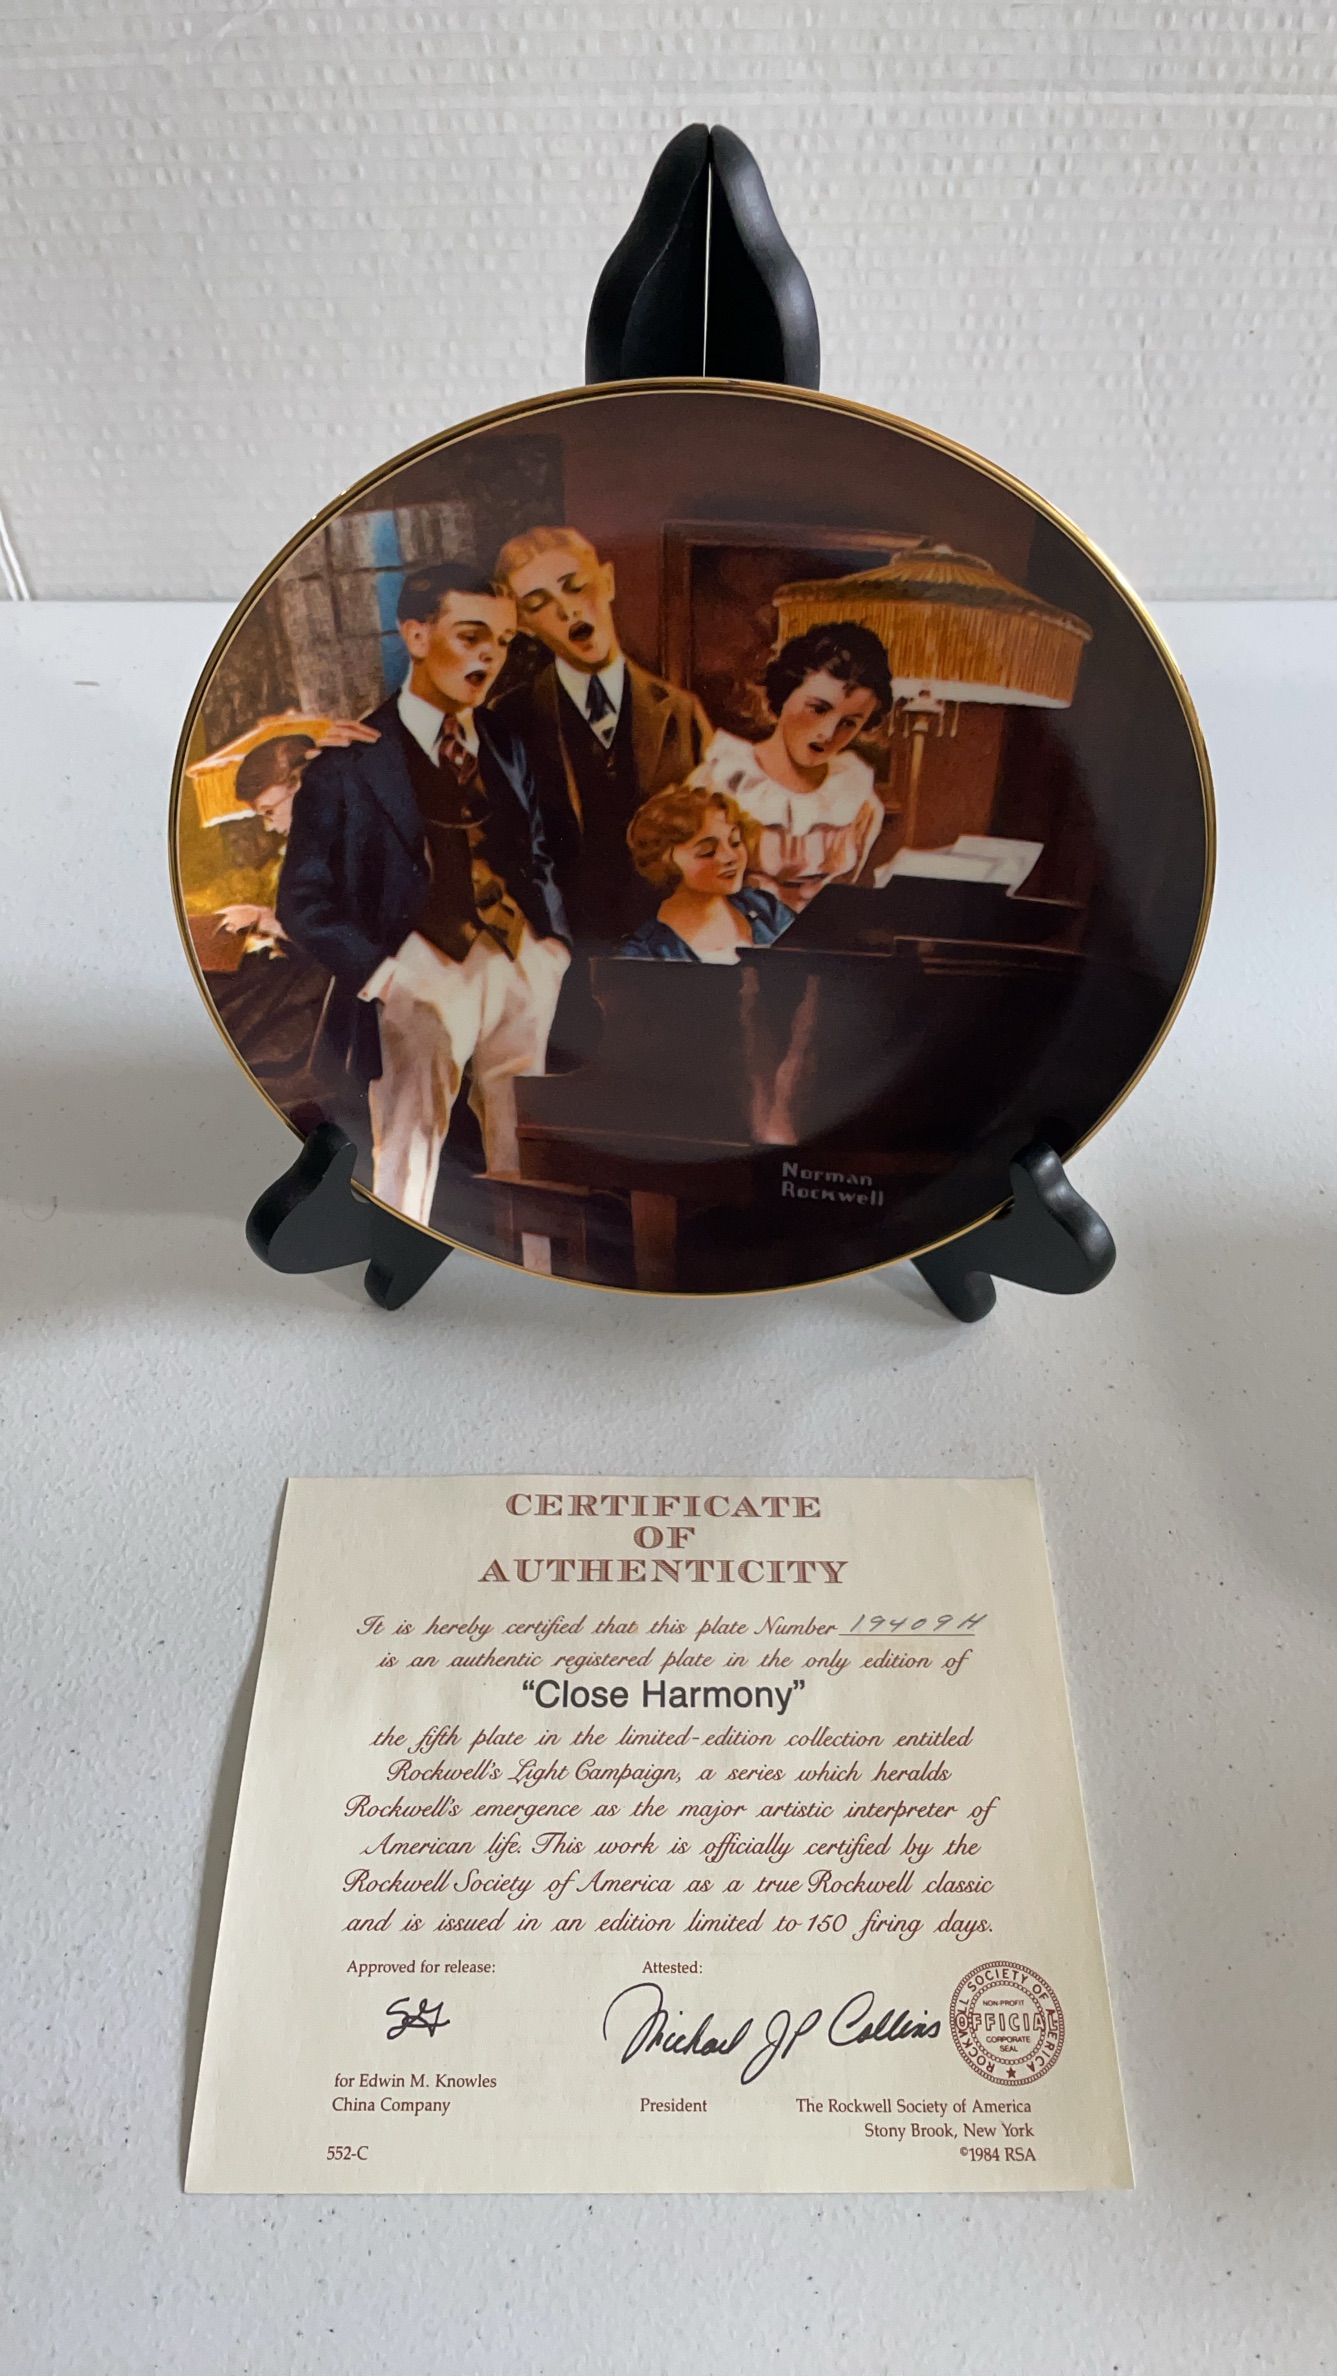 Norman
Rockwell
CERTIFICATE
OF
AUTHENTICITY
It is hereby certified that this plate Number 19409H
is an authentic registered plate in the only edition of
“Close Harmony”
the fifth plate in the limited-edition collection entitled
Rockwell's Light Campaign, a series which heralds
Rockwell's emergence as the major artistic interpreter of
American life. This work is officially certified by the
Rockwell Society of America as a true Rockwell classic
and is issued in an edition limited to 150 firing days.
Approved for release:
Attested:
Michael JP Collins
ROCKWELL SOCIETY OF AMERICA
NON-PROFIT
OFFICIAL
CORPORATE
SEAL
for Edwin M. Knowles
China Company
President
The Rockwell Society of America
Stony Brook, New York
552-C
©1984 RSA